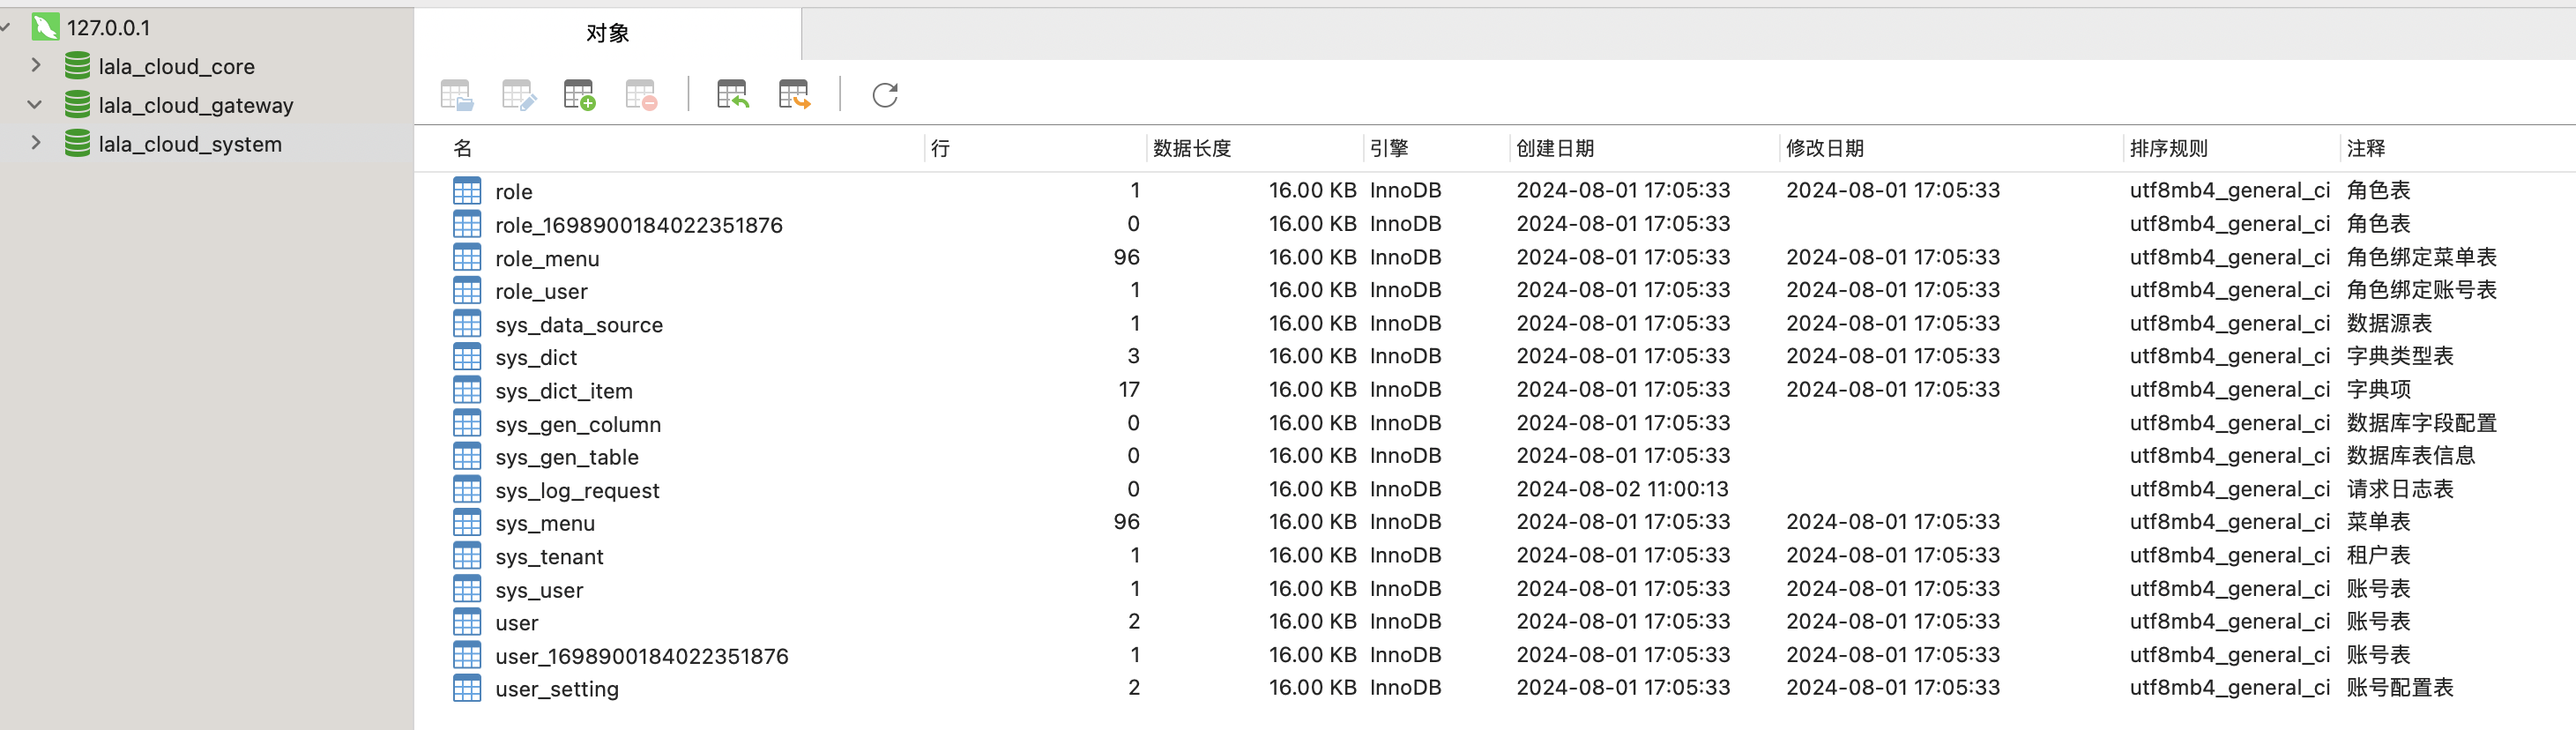 127.0.0.1
lala_cloud_core
lala_cloud_gateway
lala_cloud_system
对象
名 行 数据长度 引擎 创建日期 修改日期 排序规则 注释
role 1 16.00 KB InnoDB 2024-08-01 17:05:33 2024-08-01 17:05:33 utf8mb4_general_ci 角色表
role_1698900184022351876 0 16.00 KB InnoDB 2024-08-01 17:05:33 utf8mb4_general_ci 角色表
role_menu 96 16.00 KB InnoDB 2024-08-01 17:05:33 2024-08-01 17:05:33 utf8mb4_general_ci 角色绑定菜单表
role_user 1 16.00 KB InnoDB 2024-08-01 17:05:33 2024-08-01 17:05:33 utf8mb4_general_ci 角色绑定账号表
sys_data_source 1 16.00 KB InnoDB 2024-08-01 17:05:33 2024-08-01 17:05:33 utf8mb4_general_ci 数据源表
sys_dict 3 16.00 KB InnoDB 2024-08-01 17:05:33 2024-08-01 17:05:33 utf8mb4_general_ci 字典类型表
sys_dict_item 17 16.00 KB InnoDB 2024-08-01 17:05:33 2024-08-01 17:05:33 utf8mb4_general_ci 字典项
sys_gen_column 0 16.00 KB InnoDB 2024-08-01 17:05:33 utf8mb4_general_ci 数据库字段配置
sys_gen_table 0 16.00 KB InnoDB 2024-08-01 17:05:33 utf8mb4_general_ci 数据库表信息
sys_log_request 0 16.00 KB InnoDB 2024-08-02 11:00:13 utf8mb4_general_ci 请求日志表
sys_menu 96 16.00 KB InnoDB 2024-08-01 17:05:33 2024-08-01 17:05:33 utf8mb4_general_ci 菜单表
sys_tenant 1 16.00 KB InnoDB 2024-08-01 17:05:33 2024-08-01 17:05:33 utf8mb4_general_ci 租户表
sys_user 1 16.00 KB InnoDB 2024-08-01 17:05:33 2024-08-01 17:05:33 utf8mb4_general_ci 账号表
user 2 16.00 KB InnoDB 2024-08-01 17:05:33 2024-08-01 17:05:33 utf8mb4_general_ci 账号表
user_1698900184022351876 1 16.00 KB InnoDB 2024-08-01 17:05:33 2024-08-01 17:05:33 utf8mb4_general_ci 账号表
user_setting 2 16.00 KB InnoDB 2024-08-01 17:05:33 2024-08-01 17:05:33 utf8mb4_general_ci 账号配置表